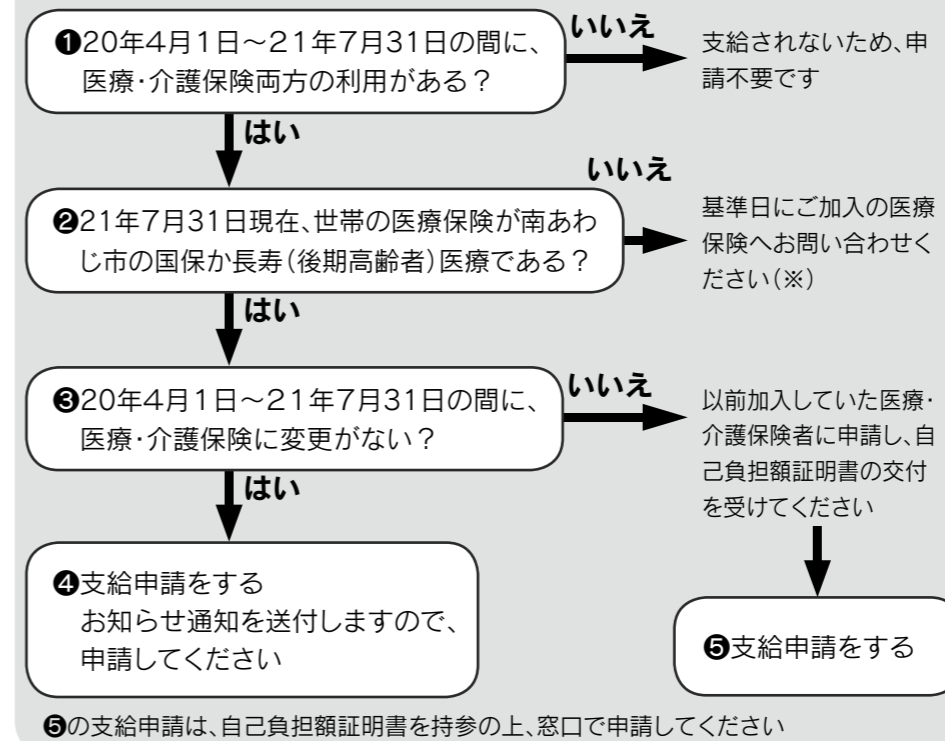 ❶20年4月1日～21年7月31日の間に、
医療・介護保険両方の利用がある？
いいえ
支給されないため、申
請不要です
はい
❷21年7月31日現在、世帯の医療保険が南あわ
じ市の国保か長寿（後期高齢者）医療である？
いいえ
基準日にご加入の医療
保険へお問い合わせく
ださい（※）
はい
❸20年4月1日～21年7月31日の間に、
医療・介護保険に変更がない？
いいえ
以前加入していた医療・
介護保険者に申請し、自
己負担額証明書の交付
を受けてください
はい
❹支給申請をする
お知らせ通知を送付しますので、
申請してください
❺支給申請をする
❺の支給申請は、自己負担額証明書を持参の上、窓口で申請してください